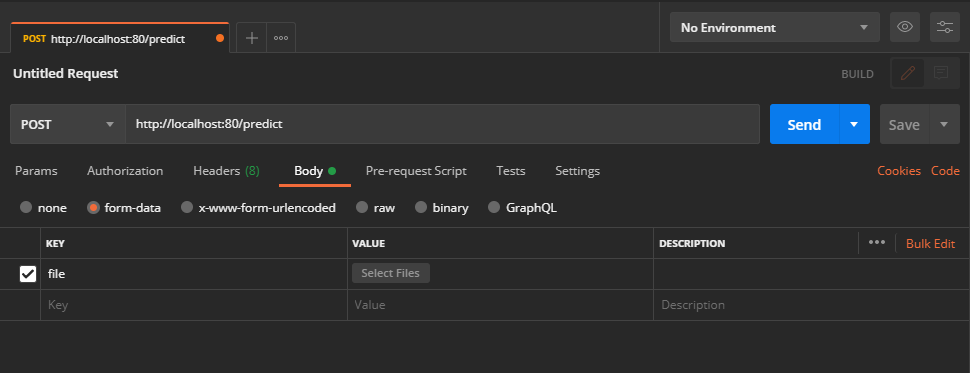 POST http://localhost:80/predict
No Environment
Untitled Request
BUILD
POST http://localhost:80/predict Send Save
Params Authorization Headers (8) Body Pre-request Script Tests Settings Cookies Code
none form-data x-www-form-urlencoded raw binary GraphQL
KEY VALUE DESCRIPTION Bulk Edit
file Select Files
Key Value Description